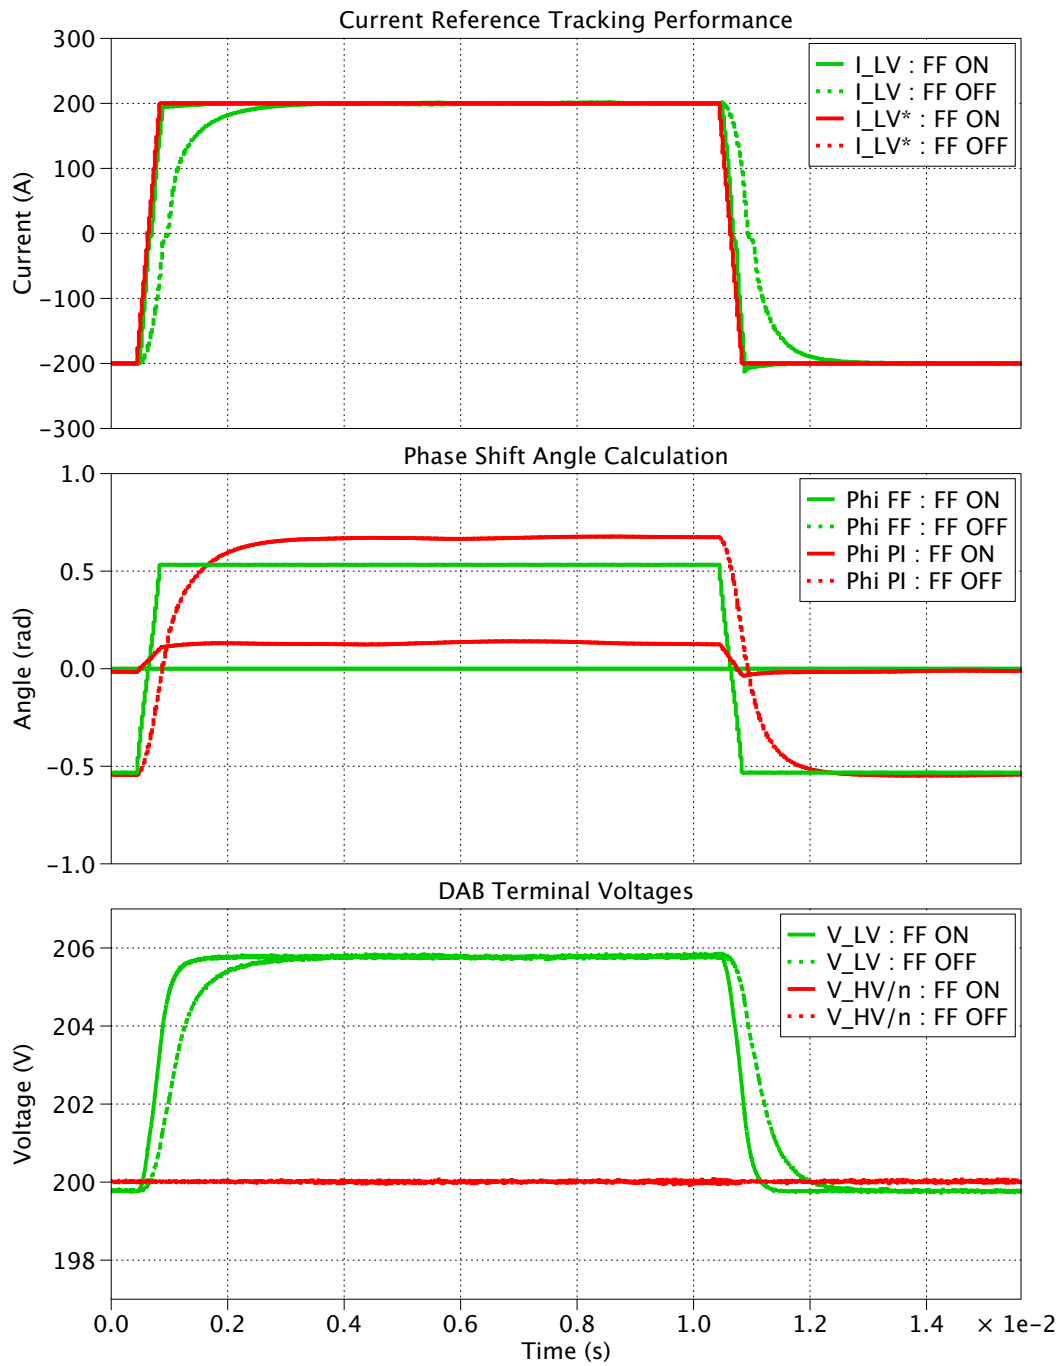 Current Reference Tracking Performance
300
200
100
0
−100
−200
−300
Current (A)
I_LV : FF ON
I_LV : FF OFF
I_LV* : FF ON
I_LV* : FF OFF
Phase Shift Angle Calculation
1.0
0.5
0.0
−0.5
−1.0
Angle (rad)
Phi FF : FF ON
Phi FF : FF OFF
Phi PI : FF ON
Phi PI : FF OFF
DAB Terminal Voltages
206
204
202
200
198
Voltage (V)
V_LV : FF ON
V_LV : FF OFF
V_HV/n : FF ON
V_HV/n : FF OFF
0.0 0.2 0.4 0.6 0.8 1.0 1.2 1.4 × 1e-2
Time (s)